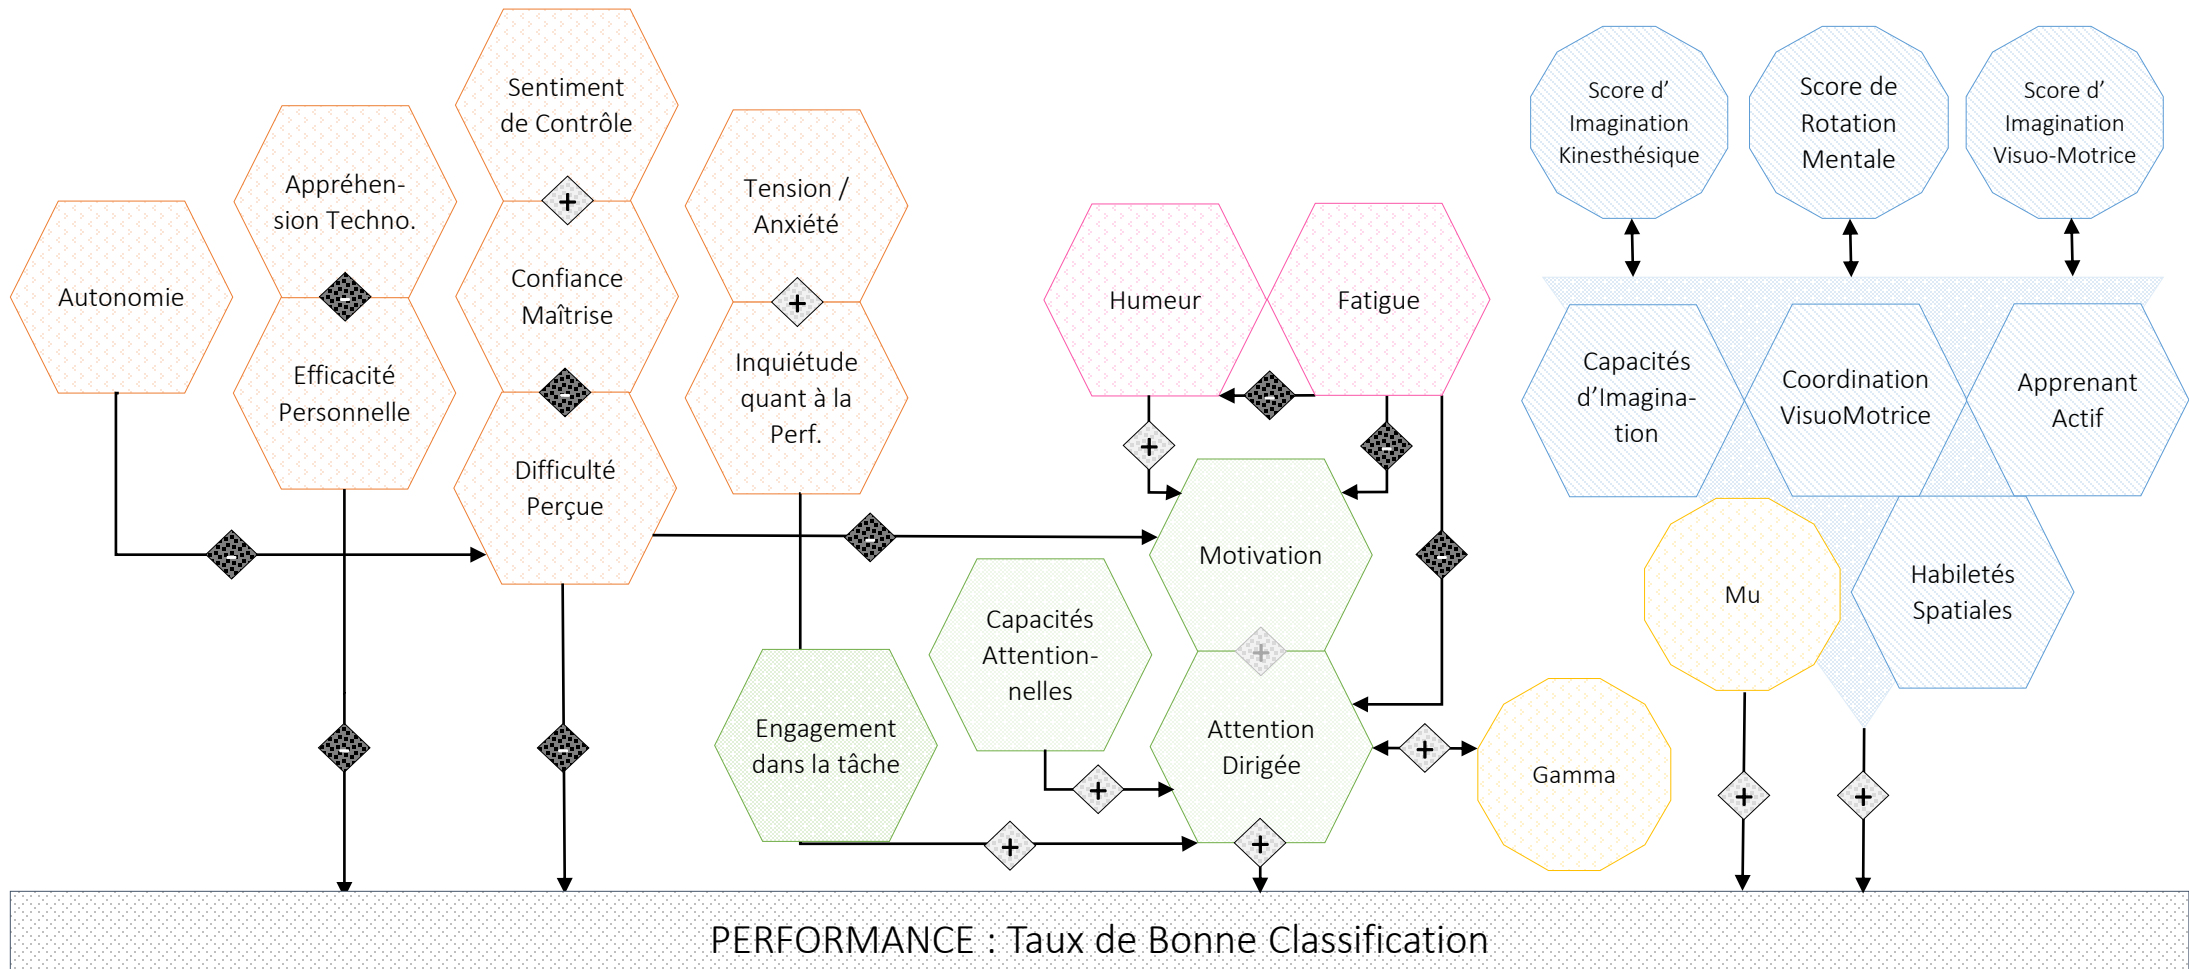 Sentiment
de Contrôle
Appréhen-
sion Techno.
Autonomie
-
Efficacité
Personnelle
+
Confiance
Maîtrise
-
Difficulté
Perçue
Tension /
Anxiété
+
Inquiétude
quant à la
Perf.
Humeur
Fatigue
-
+
-
-
-
-
Motivation
+
Capacités
Attention-
nelles
Engagement
dans la tâche
Attention
Dirigée
+
+
+
+
Gamma
-
-
Score d’
Imagination
Kinesthésique
Score de
Rotation
Mentale
Score d’
Imagination
Visuo-Motrice
Capacités
d’Imagina-
tion
Coordination
VisuoMotrice
Apprenant
Actif
Mu
Habiletés
Spatiales
+
+
PERFORMANCE : Taux de Bonne Classification